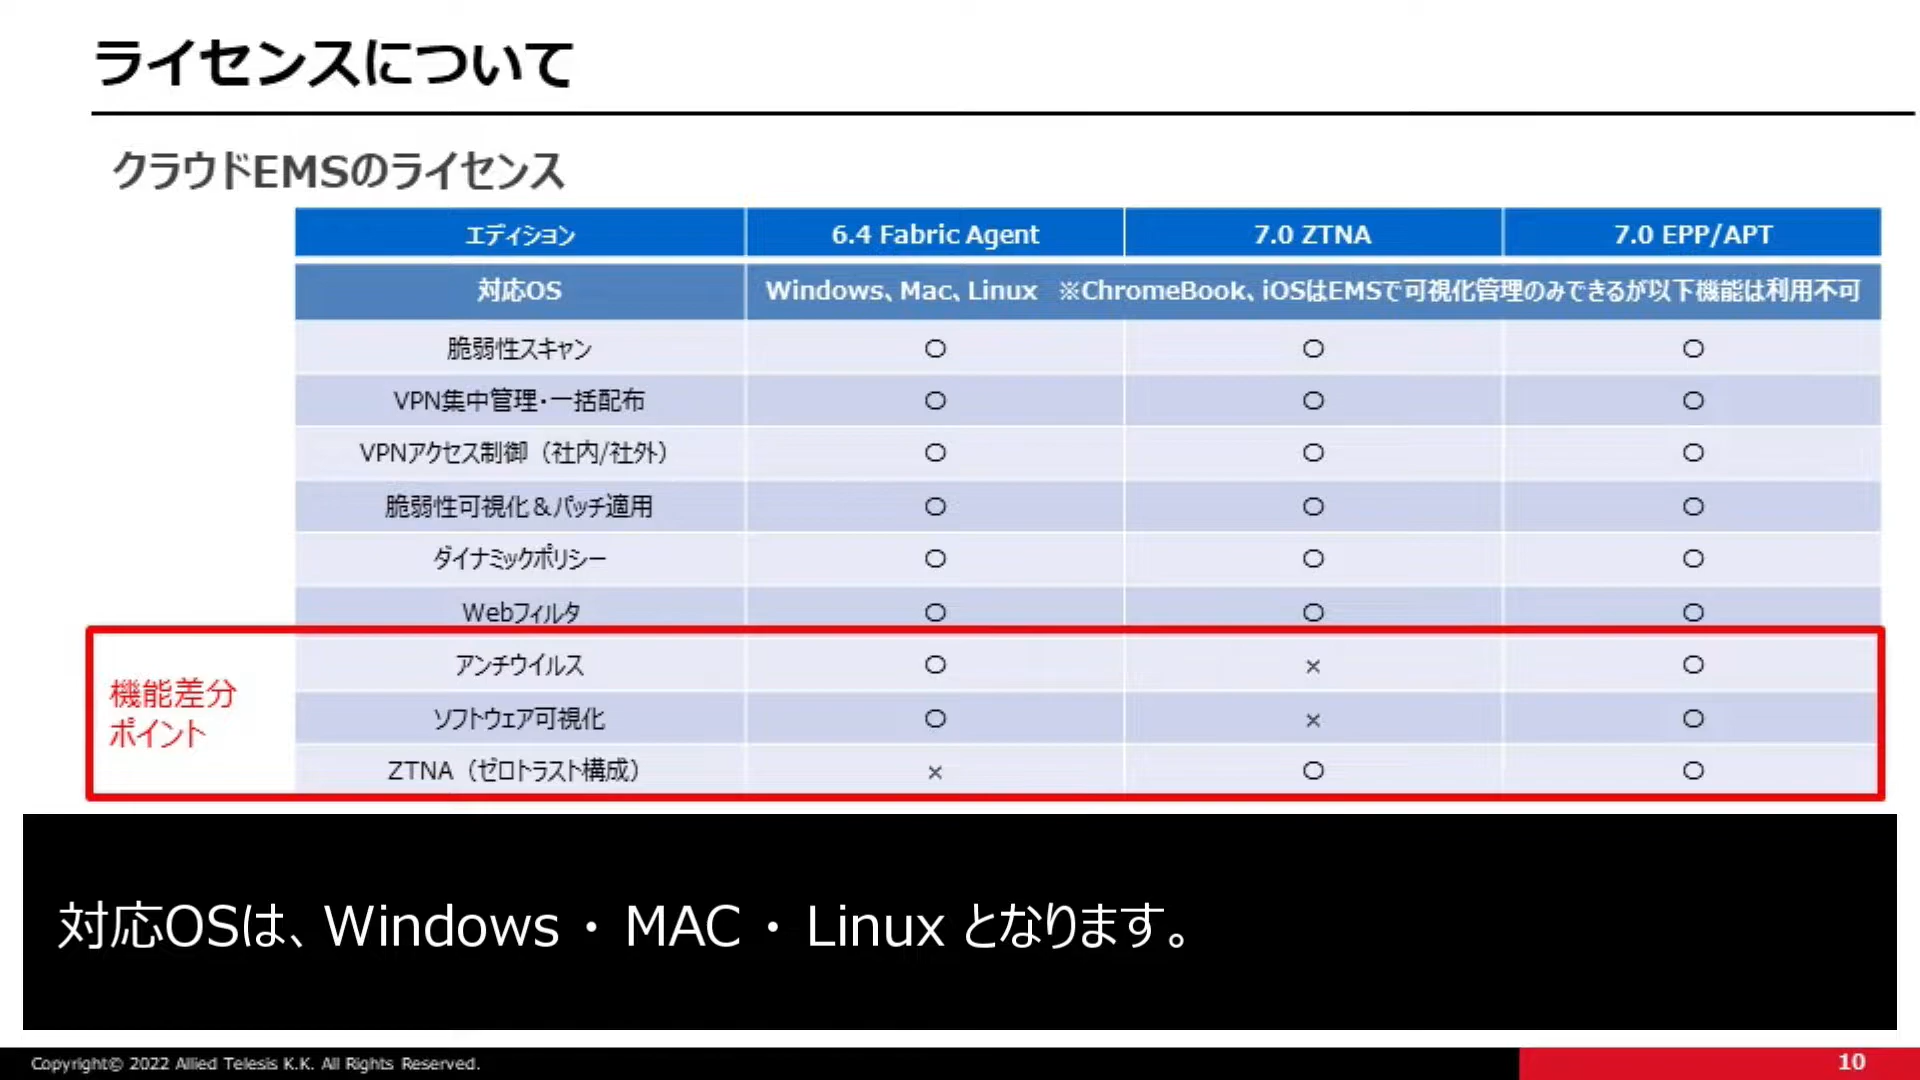 ライセンスについて
クラウドEMSのライセンス
エディション 6.4 Fabric Agent 7.0 ZTNA 7.0 EPP/APT
対応OS Windows、Mac、Linux ※ChromeBook、iOSはEMSで可視化管理のみできるが以下機能は利用不可
脆弱性スキャン 〇 〇 〇
VPN集中管理・一括配布 〇 〇 〇
VPNアクセス制御（社内/社外） 〇 〇 〇
脆弱性可視化＆パッチ適用 〇 〇 〇
ダイナミックポリシー 〇 〇 〇
Webフィルタ 〇 〇 〇
機能差分
ポイント
アンチウイルス 〇 × 〇
ソフトウェア可視化 〇 × 〇
ZTNA（ゼロトラスト構成） × 〇 〇
対応OSは、Windows ・ MAC ・ Linux となります。
Copyright© 2022 Allied Telesis K.K. All Rights Reserved.
10